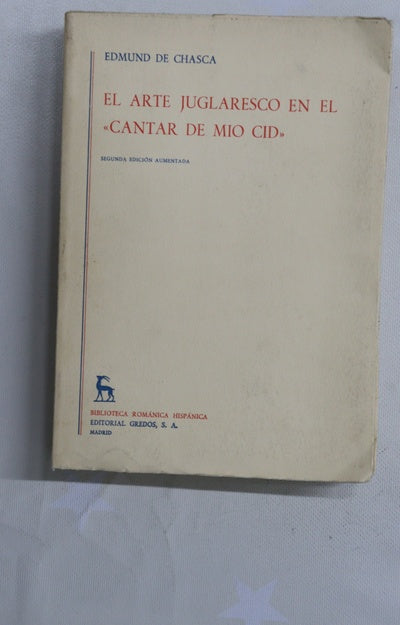 EDMUND DE CHASCA
EL ARTE JUGLARESCO EN EL
«CANTAR DE MIO CID»
SEGUNDA EDICIÓN AUMENTADA
BIBLIOTECA ROMÁNICA HISPÁNICA
EDITORIAL GREDOS, S. A.
MADRID